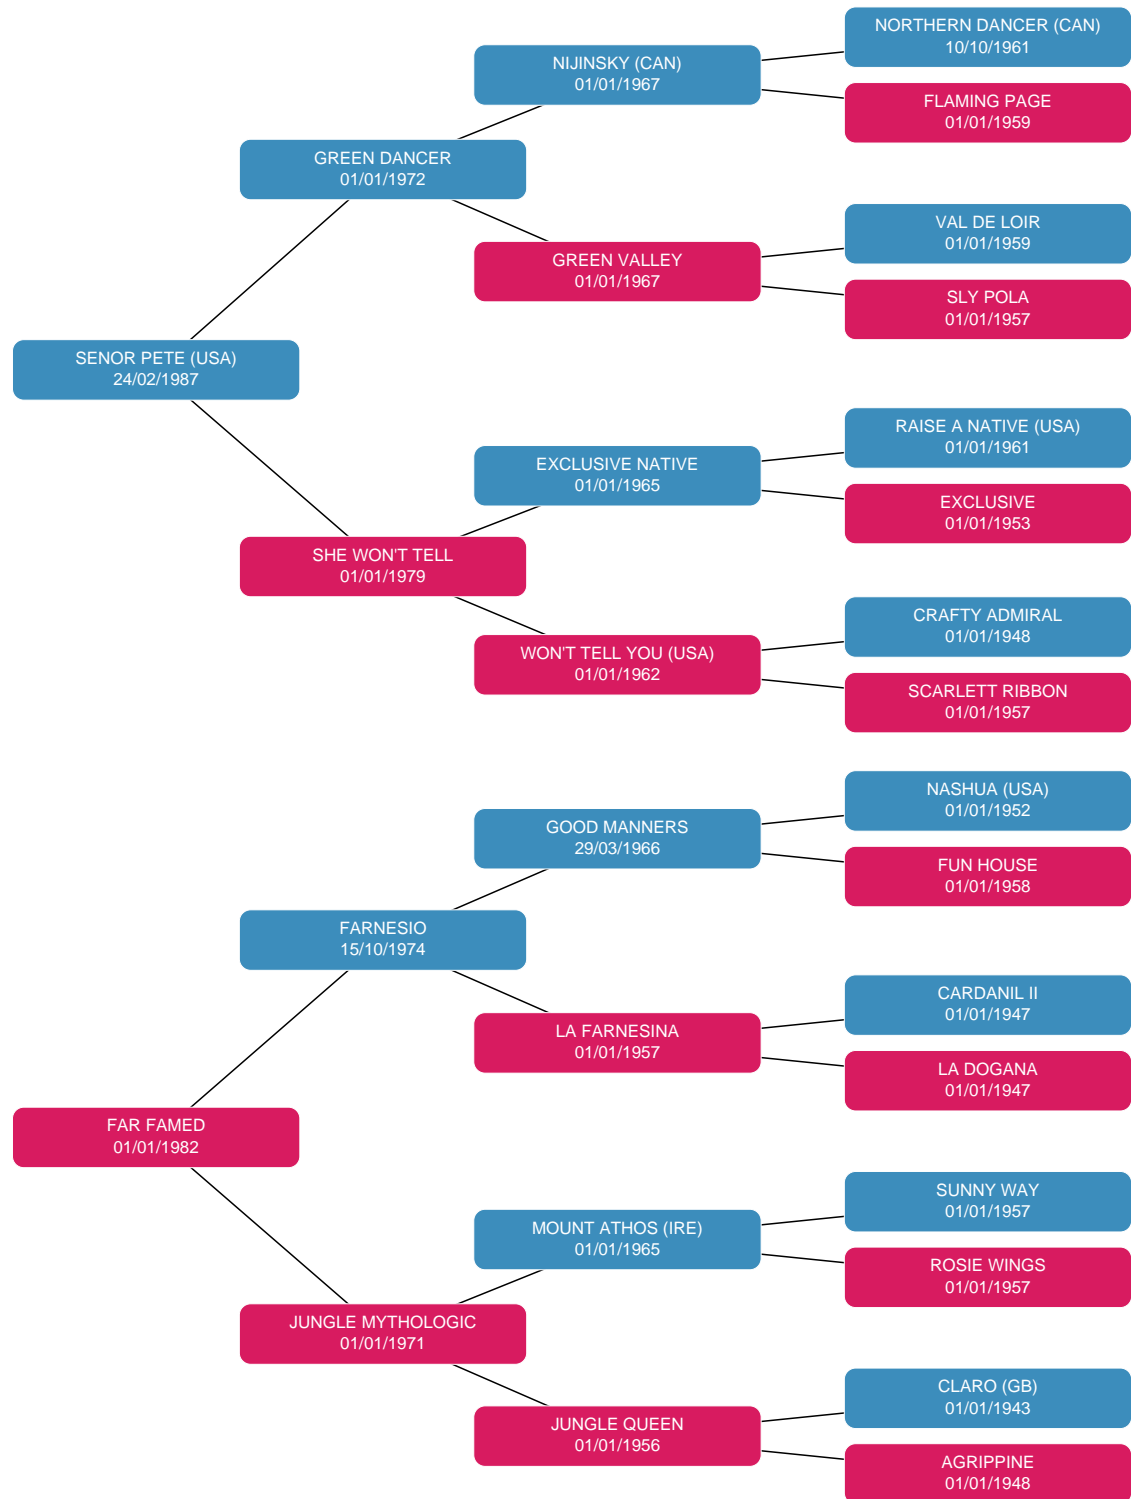 NORTHERN DANCER (CAN)
10/10/1961
NIJINSKY (CAN)
01/01/1967
FLAMING PAGE
01/01/1959
GREEN DANCER
01/01/1972
VAL DE LOIR
01/01/1959
GREEN VALLEY
01/01/1967
SLY POLA
01/01/1957
SENOR PETE (USA)
24/02/1987
RAISE A NATIVE (USA)
01/01/1961
EXCLUSIVE NATIVE
01/01/1965
EXCLUSIVE
01/01/1953
SHE WON'T TELL
01/01/1979
CRAFTY ADMIRAL
01/01/1948
WON'T TELL YOU (USA)
01/01/1962
SCARLETT RIBBON
01/01/1957
NASHUA (USA)
01/01/1952
GOOD MANNERS
29/03/1966
FUN HOUSE
01/01/1958
FARNESIO
15/10/1974
CARDANIL II
01/01/1947
LA FARNESINA
01/01/1957
LA DOGANA
01/01/1947
FAR FAMED
01/01/1982
SUNNY WAY
01/01/1957
MOUNT ATHOS (IRE)
01/01/1965
ROSIE WINGS
01/01/1957
JUNGLE MYTHOLOGIC
01/01/1971
CLARO (GB)
01/01/1943
JUNGLE QUEEN
01/01/1956
AGRIPPINE
01/01/1948